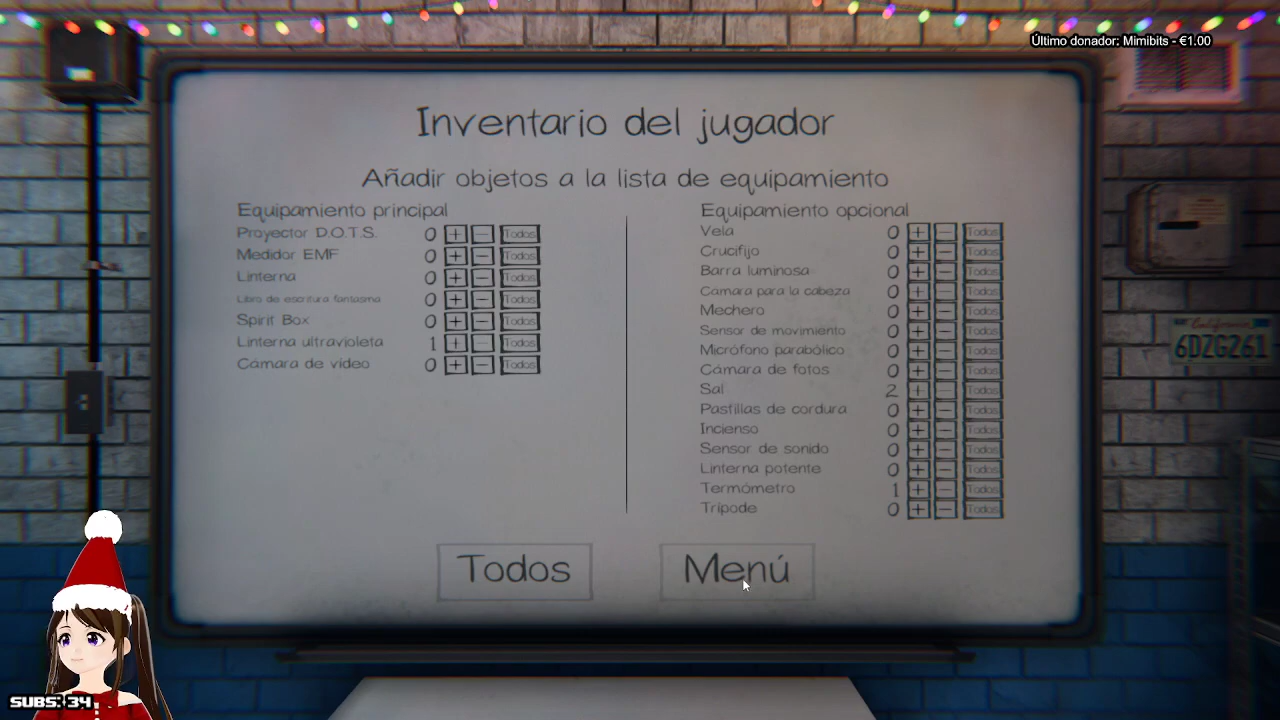 Último donador: Mimibits - €1.00
Inventario del jugador
Añadir objetos a la lista de equipamiento
Equipamiento principal
Proyector D.O.T.S. 0 + - Todos
Medidor EMF 0 + - Todos
Linterna 0 + - Todos
Libro de escritura fantasma 0 + - Todos
Spirit Box 0 + - Todos
Linterna ultravioleta 1 + - Todos
Cámara de vídeo 0 + - Todos
Equipamiento opcional
Vela 0 + - Todos
Crucifijo 0 + - Todos
Barra luminosa 0 + - Todos
Cámara para la cabeza 0 + - Todos
Mechero 0 + - Todos
Sensor de movimiento 0 + - Todos
Micrófono parabólico 0 + - Todos
Cámara de fotos 0 + - Todos
Sal 2 + - Todos
Pastillas de cordura 0 + - Todos
Incienso 0 + - Todos
Sensor de sonido 0 + - Todos
Linterna potente 0 + - Todos
Termómetro 1 + - Todos
Trípode 0 + - Todos
Todos
Menú
California
6DZG261
SUBS: 34